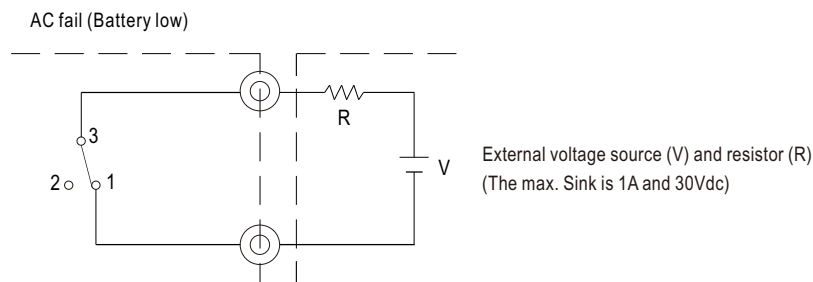 AC fail (Battery low)
R
3
V
External voltage source (V) and resistor (R)
(The max. Sink is 1A and 30Vdc)
2 1